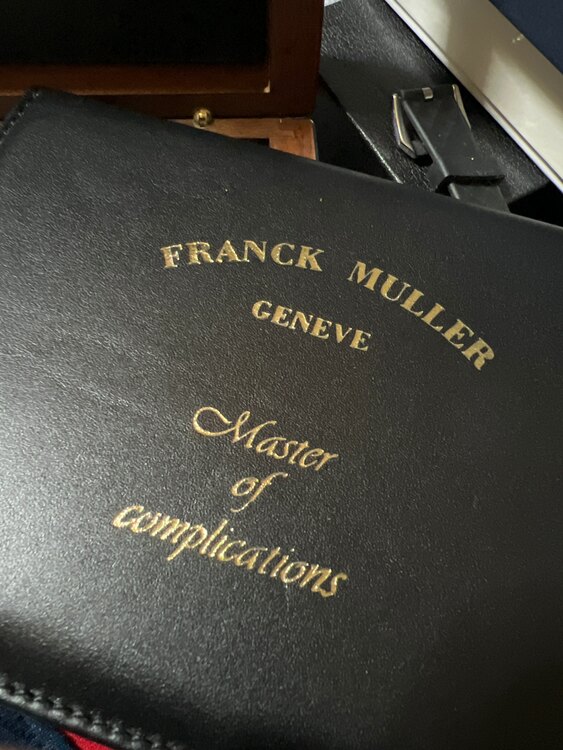 FRANCK MULLER
GENEVE
Master
of
complications